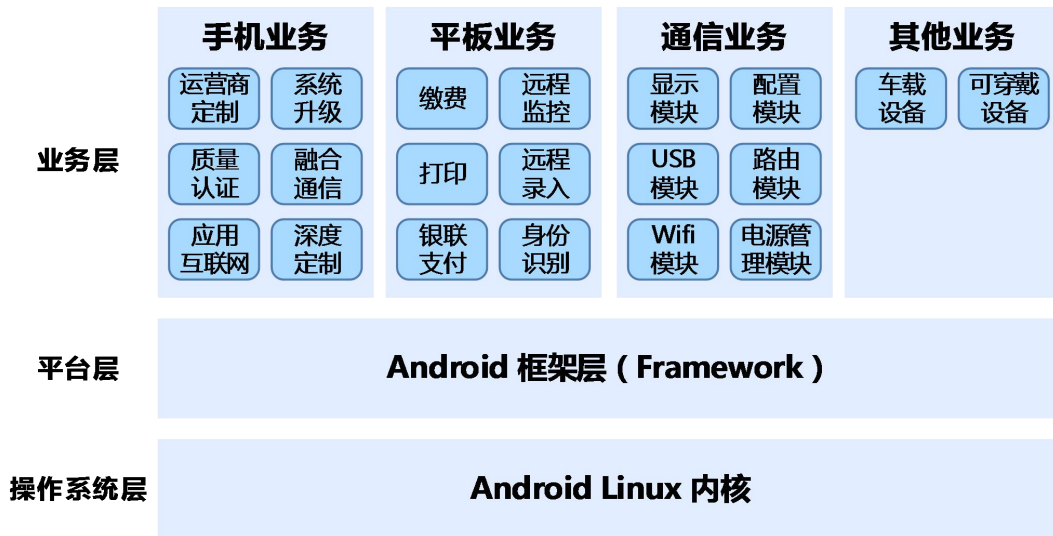 手机业务
平板业务
通信业务
其他业务
业务层
运营商
定制
系统
升级
质量
认证
融合
通信
应用
互联网
深度
定制
缴费
远程
监控
打印
远程
录入
银联
支付
身份
识别
显示
模块
配置
模块
USB
模块
路由
模块
Wifi
模块
电源管
理模块
车载
设备
可穿戴
设备
平台层
Android 框架层（Framework）
操作系统层
Android Linux 内核